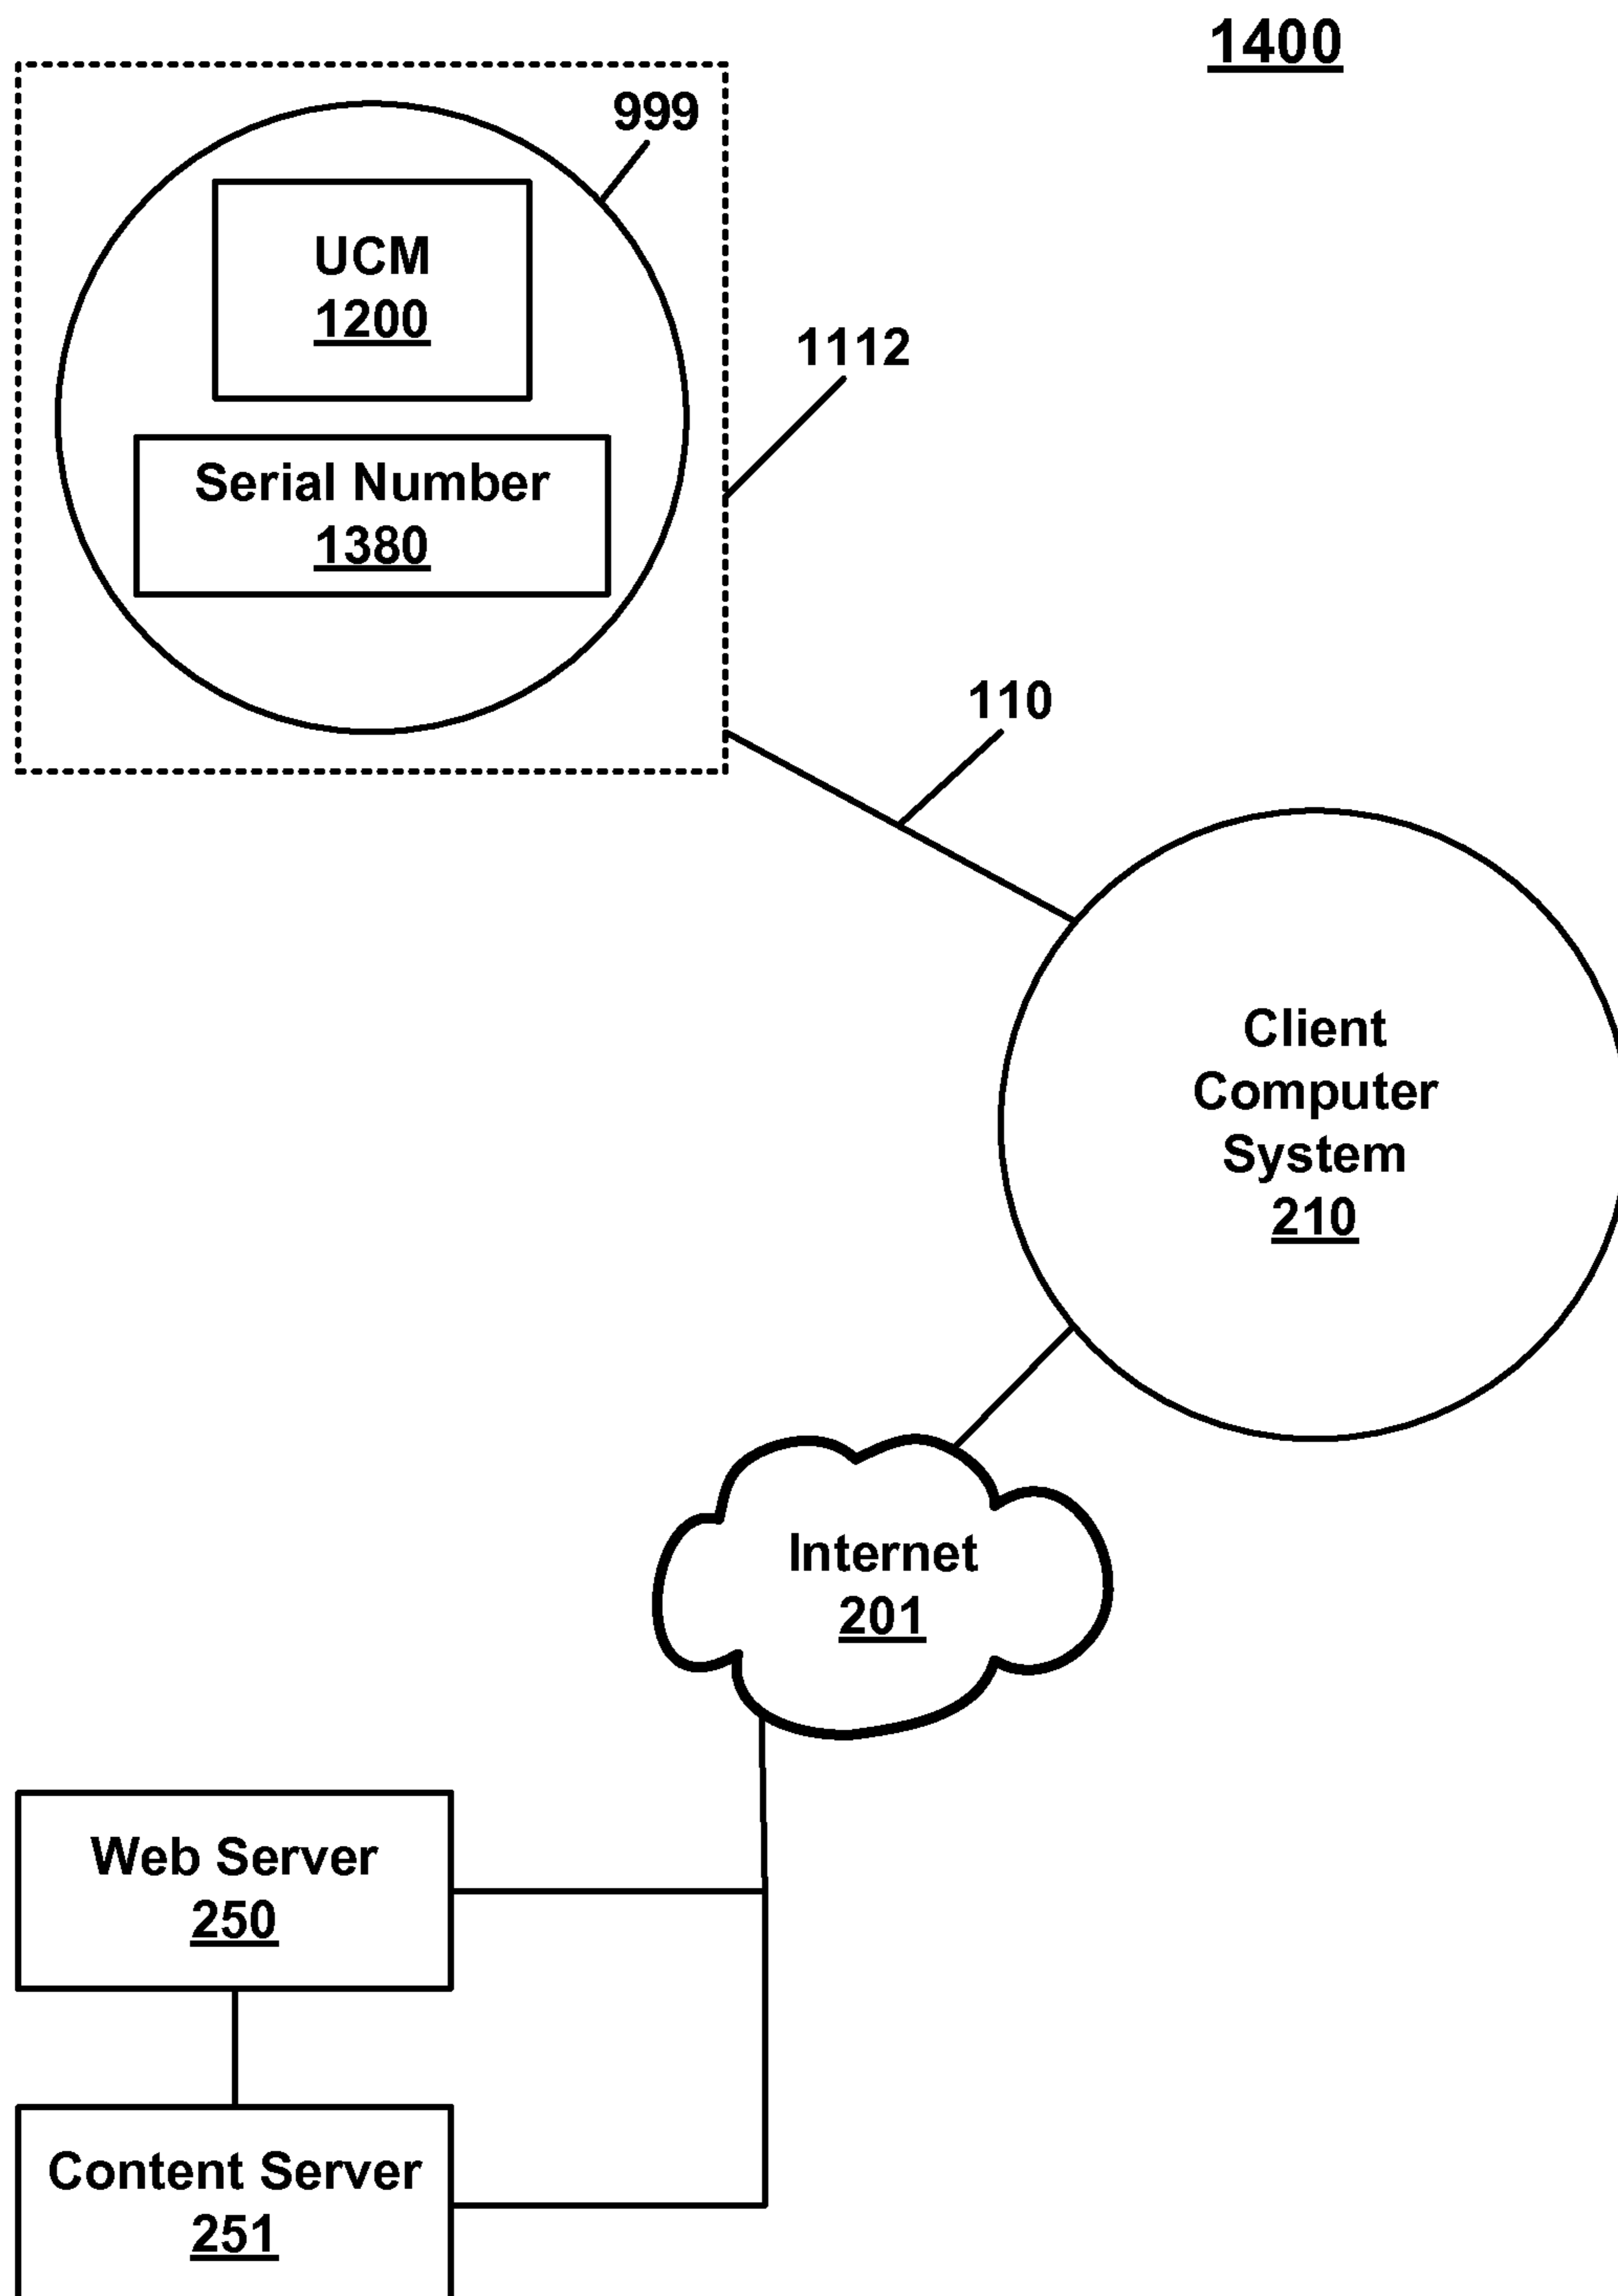 1400
999
UCM
1200
1112
Serial Number
1380
110
Client
Computer
System
210
Internet
201
Web Server
250
Content Server
251